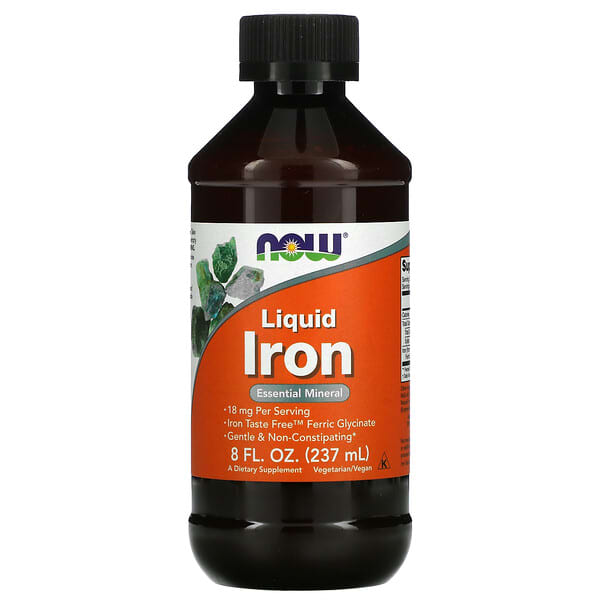 NOW®
Liquid
Iron
Essential Mineral
• 18 mg Per Serving
• Iron Taste Free™ Ferric Glycinate
• Gentle & Non-Constipating*
8 FL. OZ. (237 mL)
A Dietary Supplement Vegetarian/Vegan
K